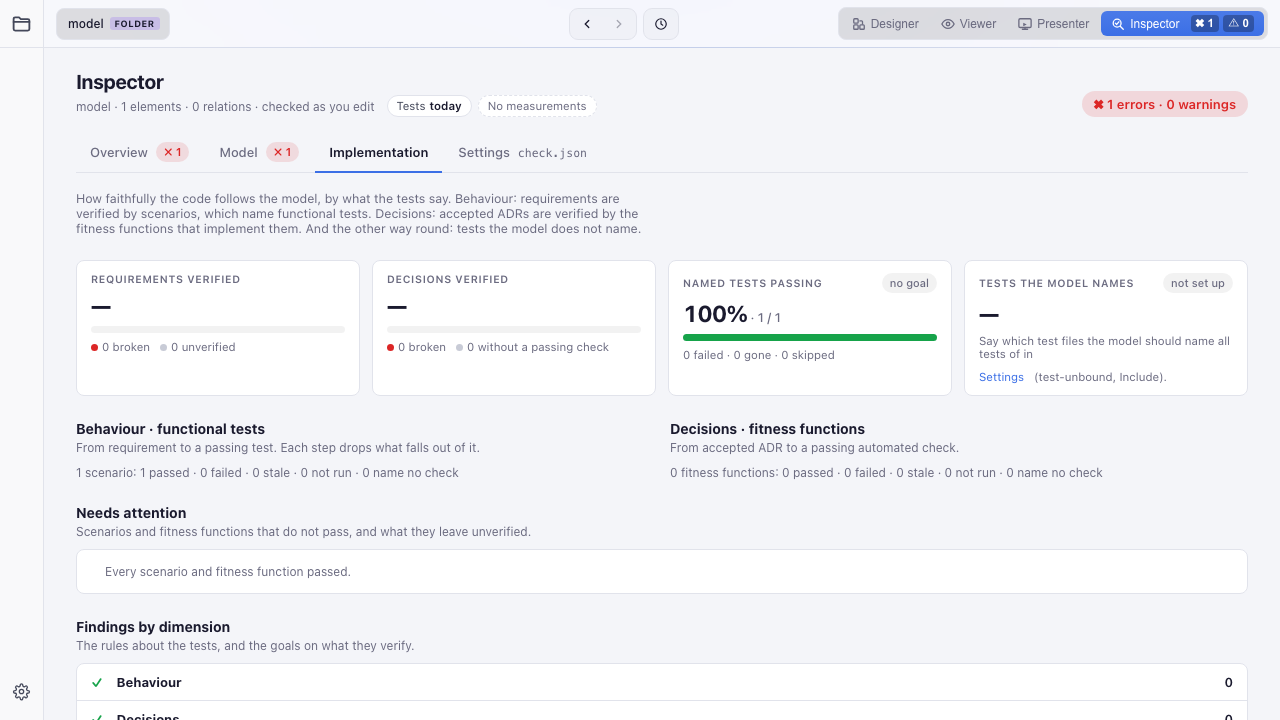 model FOLDER
Designer Viewer Presenter Inspector ✖ 1 ⚠ 0
Inspector
model · 1 elements · 0 relations · checked as you edit Tests today No measurements
✖ 1 errors · 0 warnings
Overview ✕ 1 Model ✕ 1 Implementation Settings check.json
How faithfully the code follows the model, by what the tests say. Behaviour: requirements are
verified by scenarios, which name functional tests. Decisions: accepted ADRs are verified by the
fitness functions that implement them. And the other way round: tests the model does not name.
REQUIREMENTS VERIFIED
—
0 broken 0 unverified
DECISIONS VERIFIED
—
0 broken 0 without a passing check
NAMED TESTS PASSING no goal
100% · 1 / 1
0 failed · 0 gone · 0 skipped
TESTS THE MODEL NAMES not set up
—
Say which test files the model should name all
tests of in
Settings (test-unbound, Include).
Behaviour · functional tests
From requirement to a passing test. Each step drops what falls out of it.
1 scenario: 1 passed · 0 failed · 0 stale · 0 not run · 0 name no check
Decisions · fitness functions
From accepted ADR to a passing automated check.
0 fitness functions: 0 passed · 0 failed · 0 stale · 0 not run · 0 name no check
Needs attention
Scenarios and fitness functions that do not pass, and what they leave unverified.
Every scenario and fitness function passed.
Findings by dimension
The rules about the tests, and the goals on what they verify.
Behaviour 0
Decisions 0